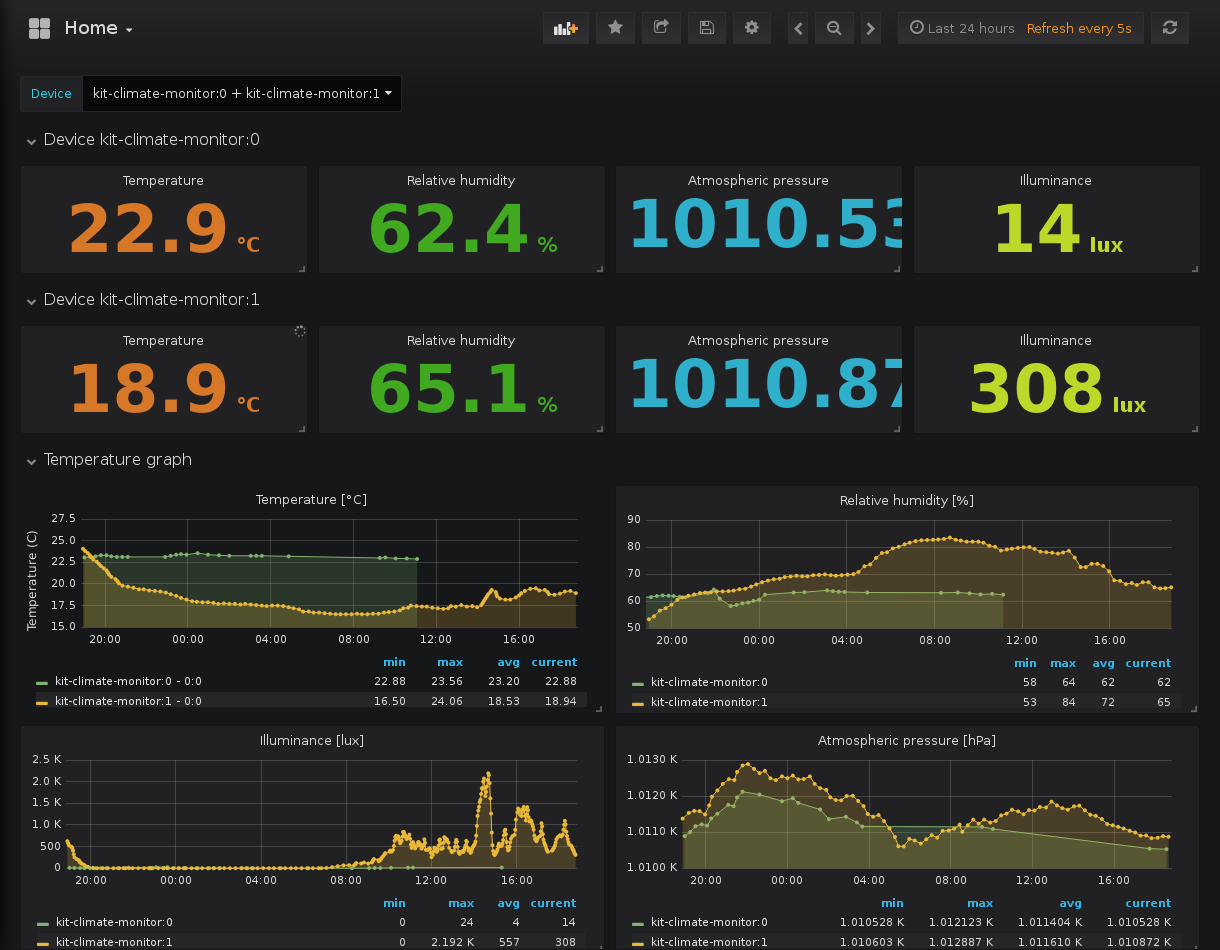 Home
Last 24 hours Refresh every 5s
Device kit-climate-monitor:0 + kit-climate-monitor:1
Device kit-climate-monitor:0
Temperature Relative humidity Atmospheric pressure Illuminance
22.9 °C 62.4 % 1010.53 14 lux
Device kit-climate-monitor:1
Temperature Relative humidity Atmospheric pressure Illuminance
18.9 °C 65.1 % 1010.87 308 lux
Temperature graph
Temperature [°C]
Temperature (C)
27.5
25.0
22.5
20.0
17.5
15.0
20:00 00:00 04:00 08:00 12:00 16:00
min max avg current
kit-climate-monitor:0 - 0:0 22.88 23.56 23.20 22.88
kit-climate-monitor:1 - 0:0 16.50 24.06 18.53 18.94
Relative humidity [%]
90
80
70
60
50
20:00 00:00 04:00 08:00 12:00 16:00
min max avg current
kit-climate-monitor:0 58 64 62 62
kit-climate-monitor:1 53 84 72 65
Illuminance [lux]
2.5 K
2.0 K
1.5 K
1.0 K
500
0
20:00 00:00 04:00 08:00 12:00 16:00
min max avg current
kit-climate-monitor:0 0 24 4 14
kit-climate-monitor:1 0 2.192 K 557 308
Atmospheric pressure [hPa]
1.0130 K
1.0120 K
1.0110 K
1.0100 K
20:00 00:00 04:00 08:00 12:00 16:00
min max avg current
kit-climate-monitor:0 1.010528 K 1.012123 K 1.011404 K 1.010528 K
kit-climate-monitor:1 1.010603 K 1.012887 K 1.011610 K 1.010872 K